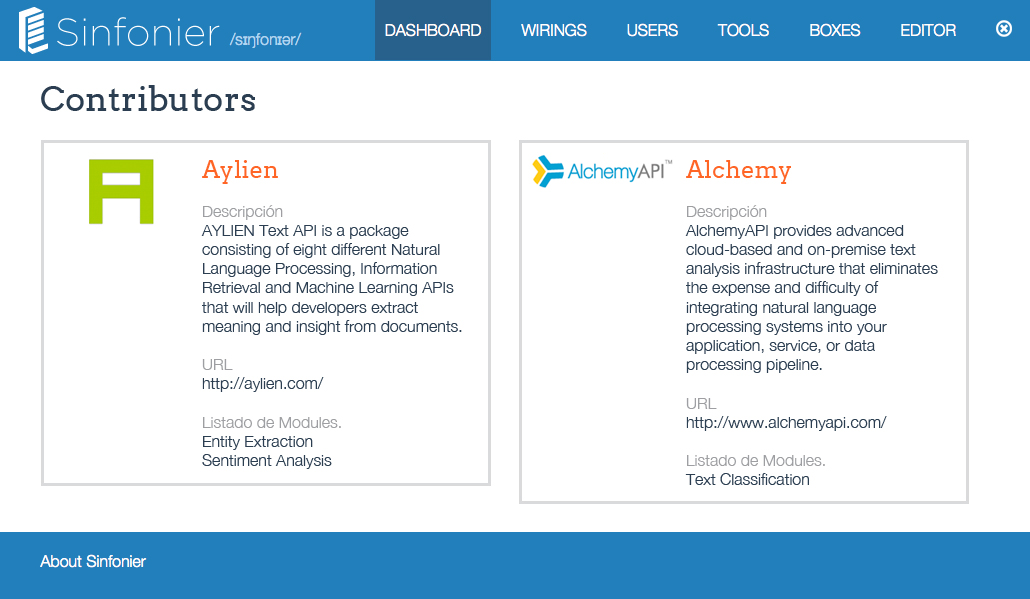 Sinfonier /sɪŋfonɪər/
DASHBOARD WIRINGS USERS TOOLS BOXES EDITOR
Contributors
Aylien
Descripción
AYLIEN Text API is a package
consisting of eight different Natural
Language Processing, Information
Retrieval and Machine Learning APIs
that will help developers extract
meaning and insight from documents.
URL
http://aylien.com/
Listado de Modules.
Entity Extraction
Sentiment Analysis
AlchemyAPI™
Alchemy
Descripción
AlchemyAPI provides advanced
cloud-based and on-premise text
analysis infrastructure that eliminates
the expense and difficulty of
integrating natural language
processing systems into your
application, service, or data
processing pipeline.
URL
http://www.alchemyapi.com/
Listado de Modules.
Text Classification
About Sinfonier